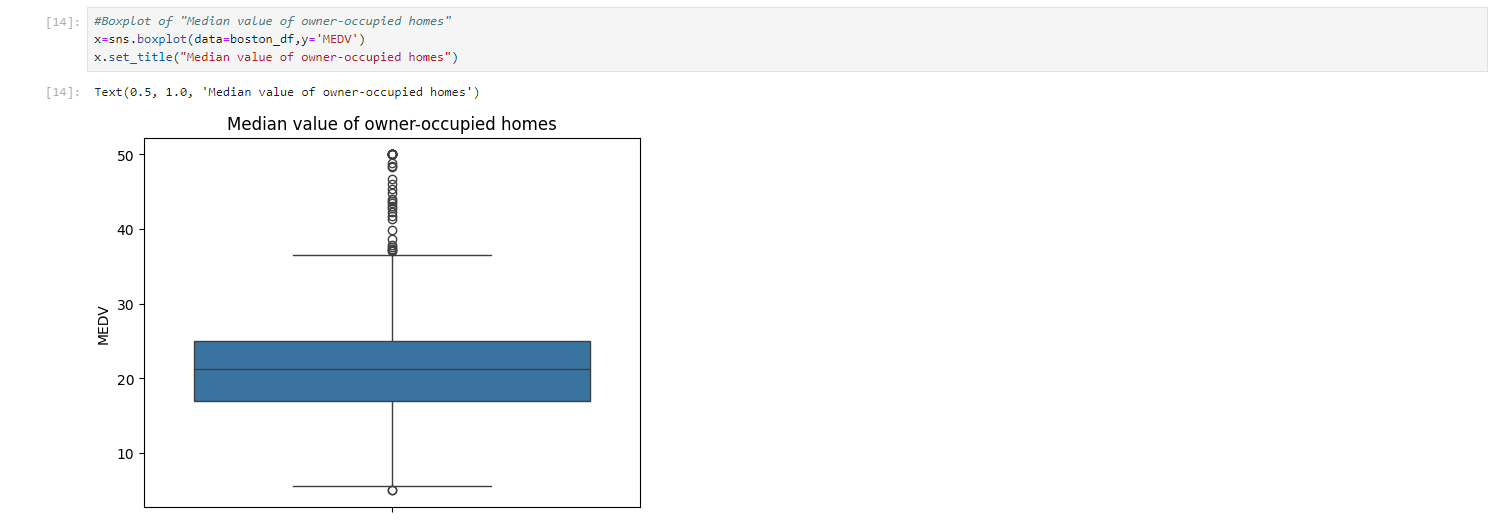 [14]: #Boxplot of "Median value of owner-occupied homes"
x=sns.boxplot(data=boston_df,y='MEDV')
x.set_title("Median value of owner-occupied homes")
[14]: Text(0.5, 1.0, 'Median value of owner-occupied homes')
Median value of owner-occupied homes
50
40
30
MEDV
20
10